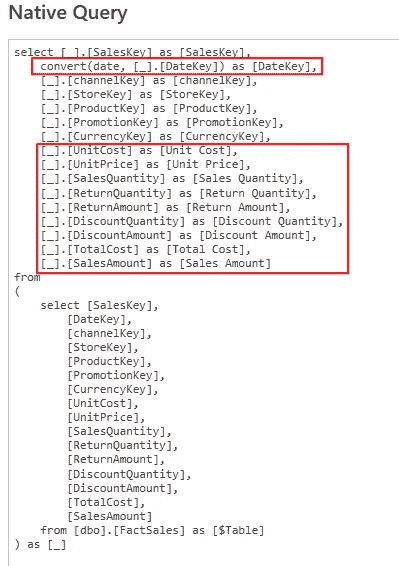 Native Query
select [_].[SalesKey] as [SalesKey],
convert(date, [_].[DateKey]) as [DateKey],
[_].[channelKey] as [channelKey],
[_].[StoreKey] as [StoreKey],
[_].[ProductKey] as [ProductKey],
[_].[PromotionKey] as [PromotionKey],
[_].[CurrencyKey] as [CurrencyKey],
[_].[UnitCost] as [Unit Cost],
[_].[UnitPrice] as [Unit Price],
[_].[SalesQuantity] as [Sales Quantity],
[_].[ReturnQuantity] as [Return Quantity],
[_].[ReturnAmount] as [Return Amount],
[_].[DiscountQuantity] as [Discount Quantity],
[_].[DiscountAmount] as [Discount Amount],
[_].[TotalCost] as [Total Cost],
[_].[SalesAmount] as [Sales Amount]
from
(
select [SalesKey],
[DateKey],
[channelKey],
[StoreKey],
[ProductKey],
[PromotionKey],
[CurrencyKey],
[UnitCost],
[UnitPrice],
[SalesQuantity],
[ReturnQuantity],
[ReturnAmount],
[DiscountQuantity],
[DiscountAmount],
[TotalCost],
[SalesAmount]
from [dbo].[FactSales] as [$Table]
) as [_]